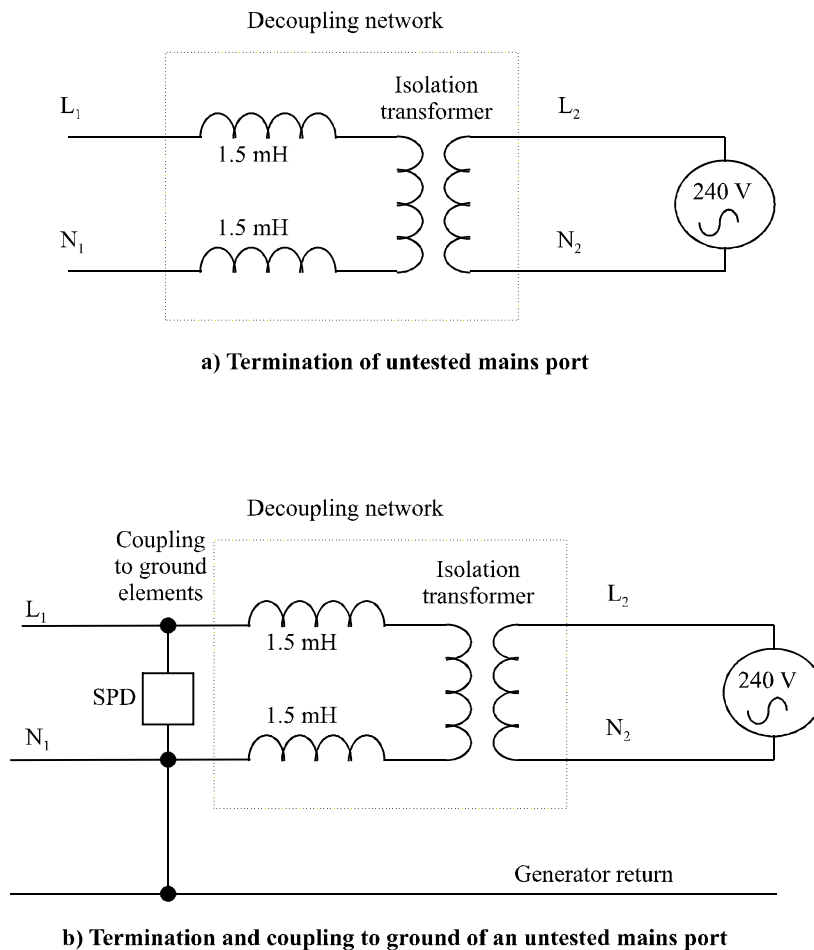 Decoupling network
Isolation
transformer
L₁
L₂
1.5 mH
240 V
1.5 mH
N₁
N₂
a) Termination of untested mains port
Decoupling network
Coupling
to ground
elements
Isolation
transformer
L₁
L₂
1.5 mH
SPD
240 V
1.5 mH
N₁
N₂
Generator return
b) Termination and coupling to ground of an untested mains port